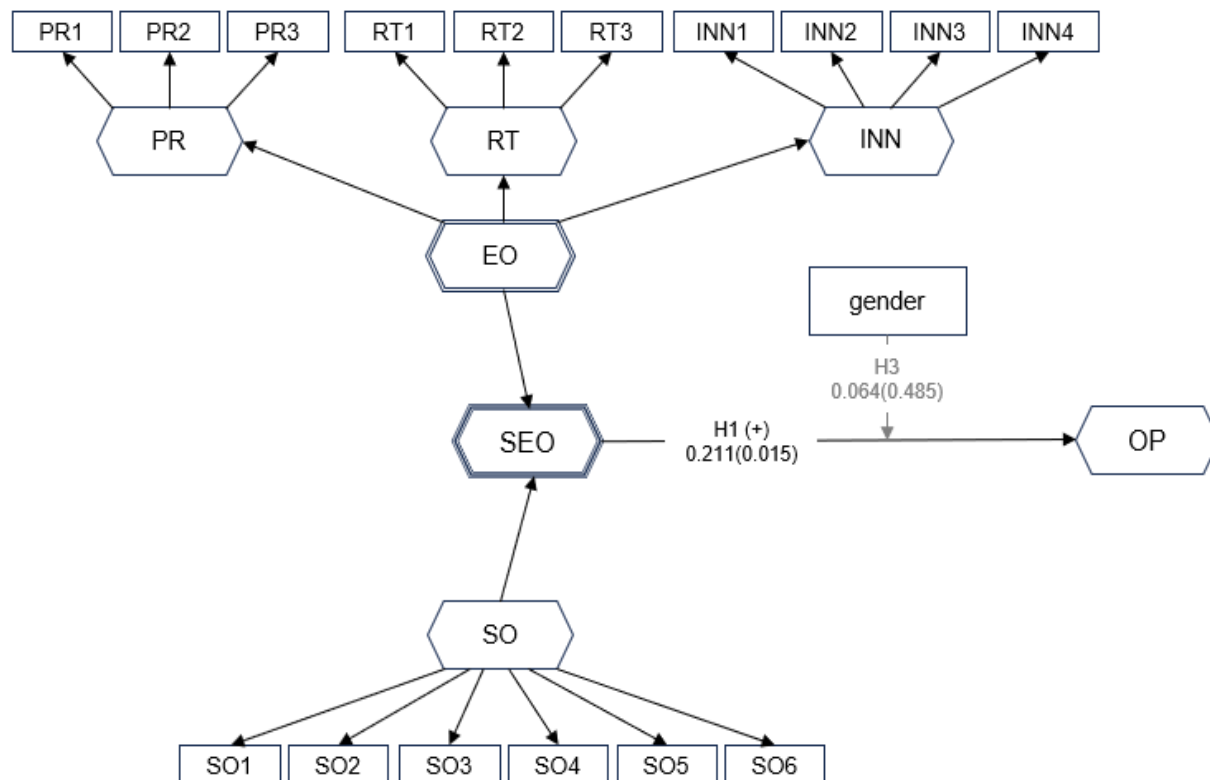 PR1
PR2
PR3
RT1
RT2
RT3
INN1
INN2
INN3
INN4
PR
RT
INN
EO
gender
H3
0.064(0.485)
SEO
H1 (+)
0.211(0.015)
OP
SO
SO1
SO2
SO3
SO4
SO5
SO6